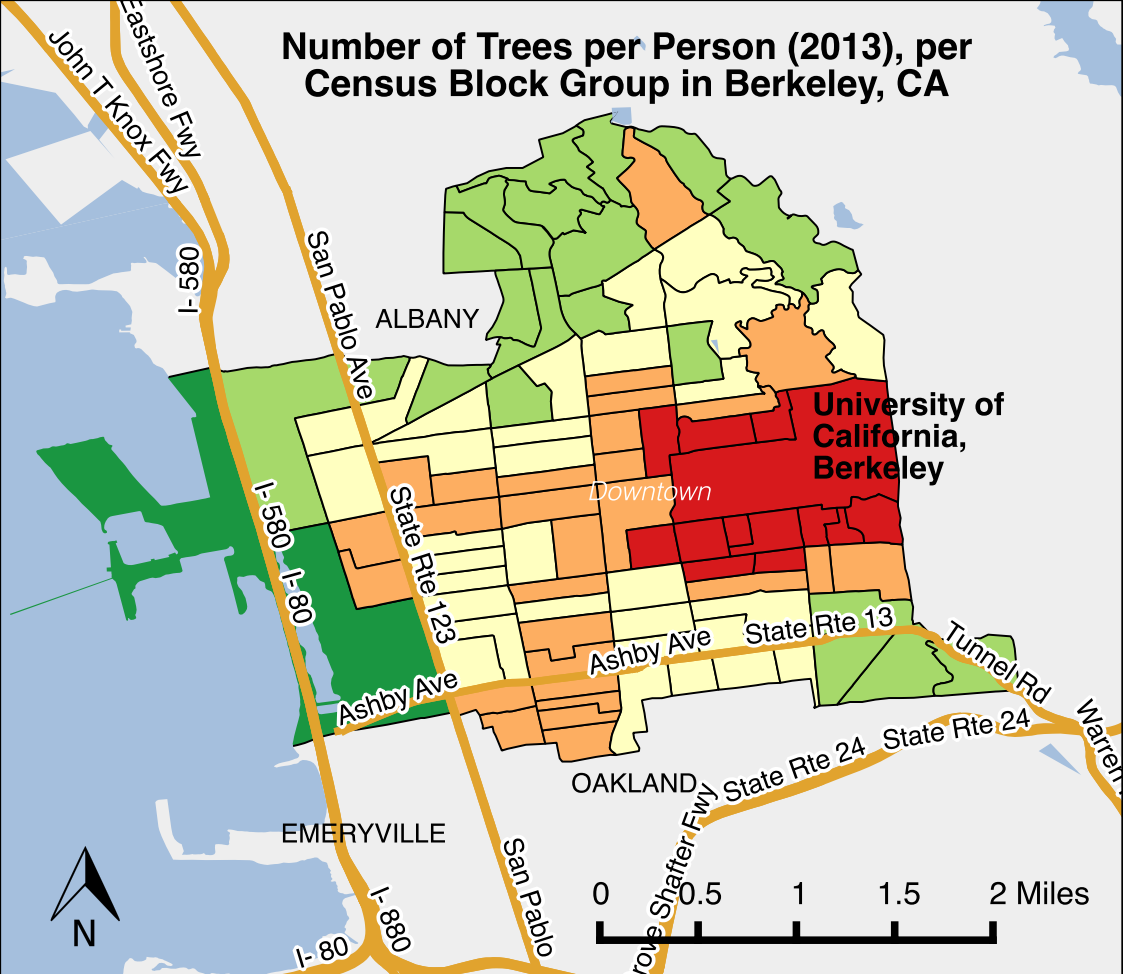 Number of Trees per Person (2013), per
Census Block Group in Berkeley, CA
Eastshore Fwy
John T Knox Fwy
I- 580
San Pablo Ave
ALBANY
University of
California,
Berkeley
Downtown
I- 580
State Rte 123
I- 80
State Rte 13
Ashby Ave
Ashby Ave
Tunnel Rd
Warren
State Rte 24
State Rte 24
OAKLAND
EMERYVILLE
rove Shafter Fwy
San Pablo
I- 880
I- 80
N
0 0.5 1 1.5 2 Miles